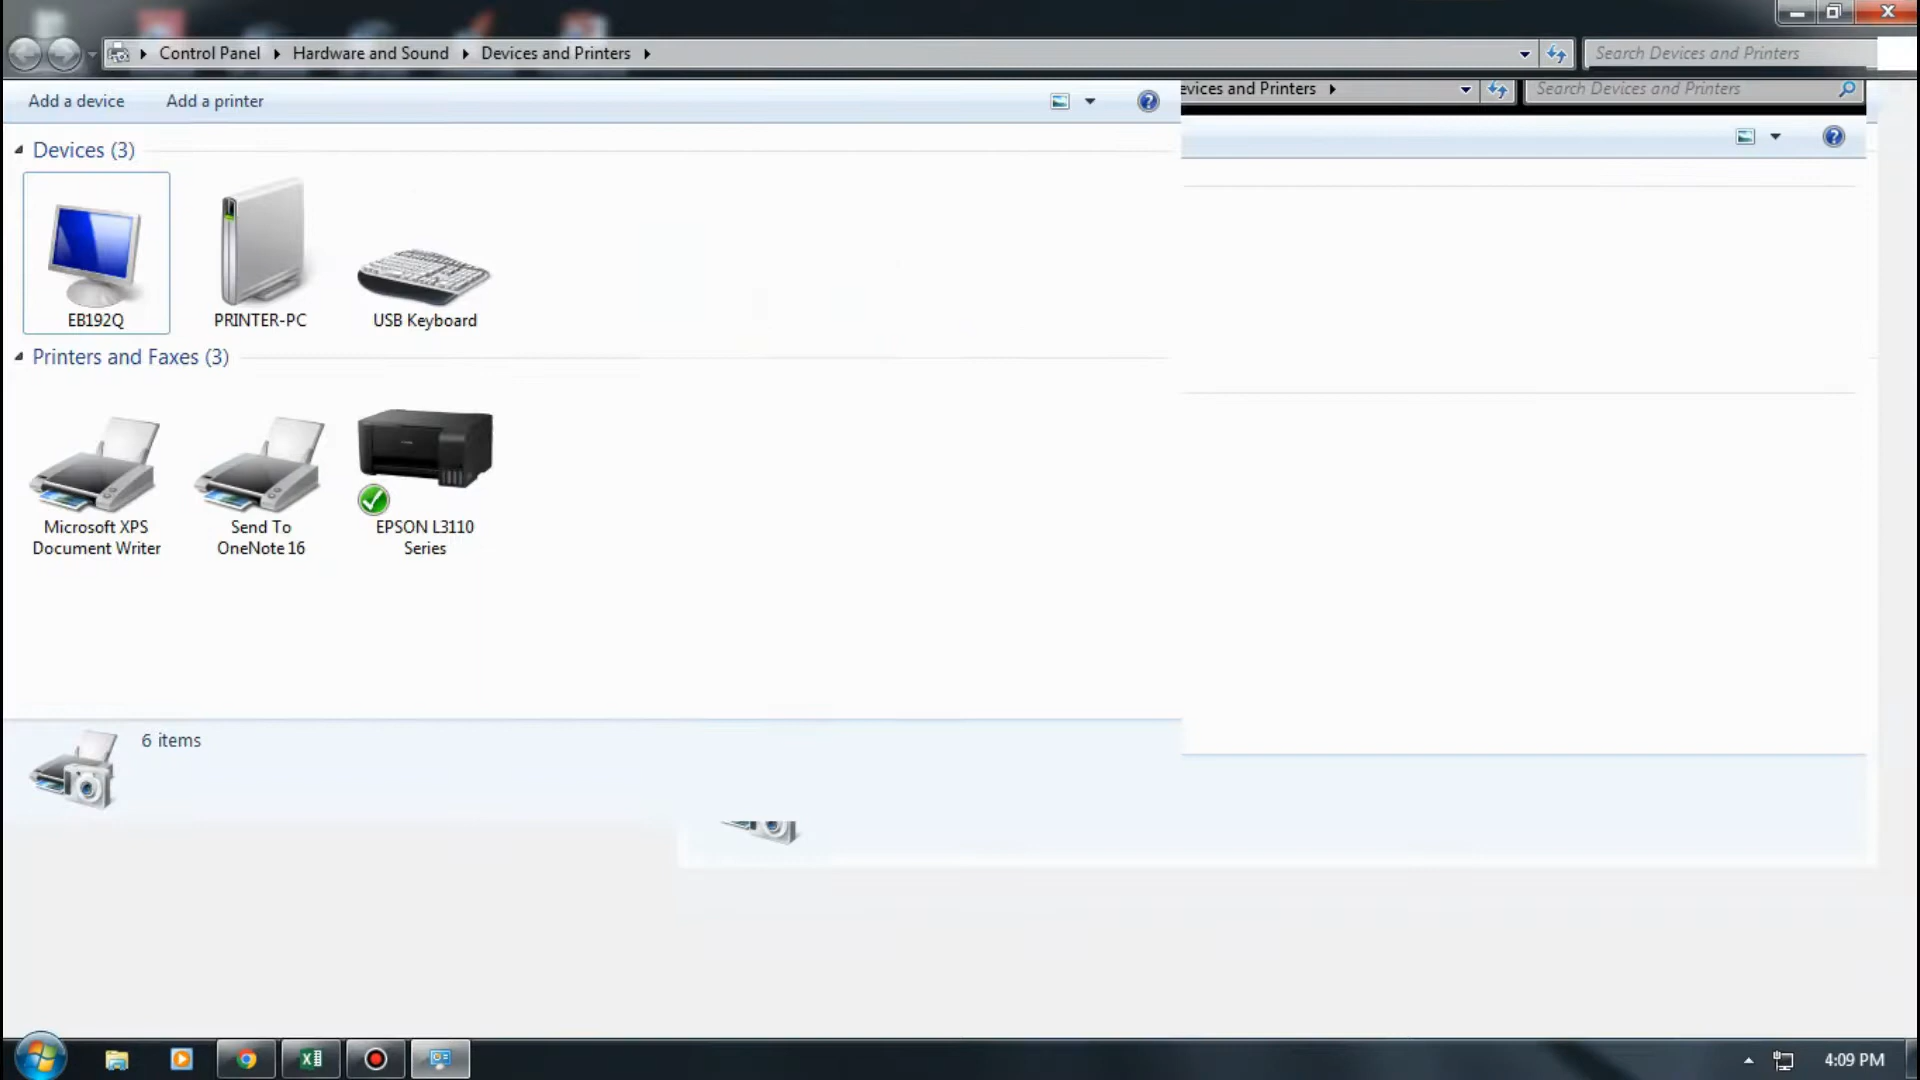 Control Panel Hardware and Sound Devices and Printers
Search Devices and Printers
evices and Printers
Search Devices and Printers
Add a device Add a printer
Devices (3)
EB192Q
PRINTER-PC
USB Keyboard
Printers and Faxes (3)
Microsoft XPS
Document Writer
Send To
OneNote 16
EPSON L3110
Series
6 items
4:09 PM